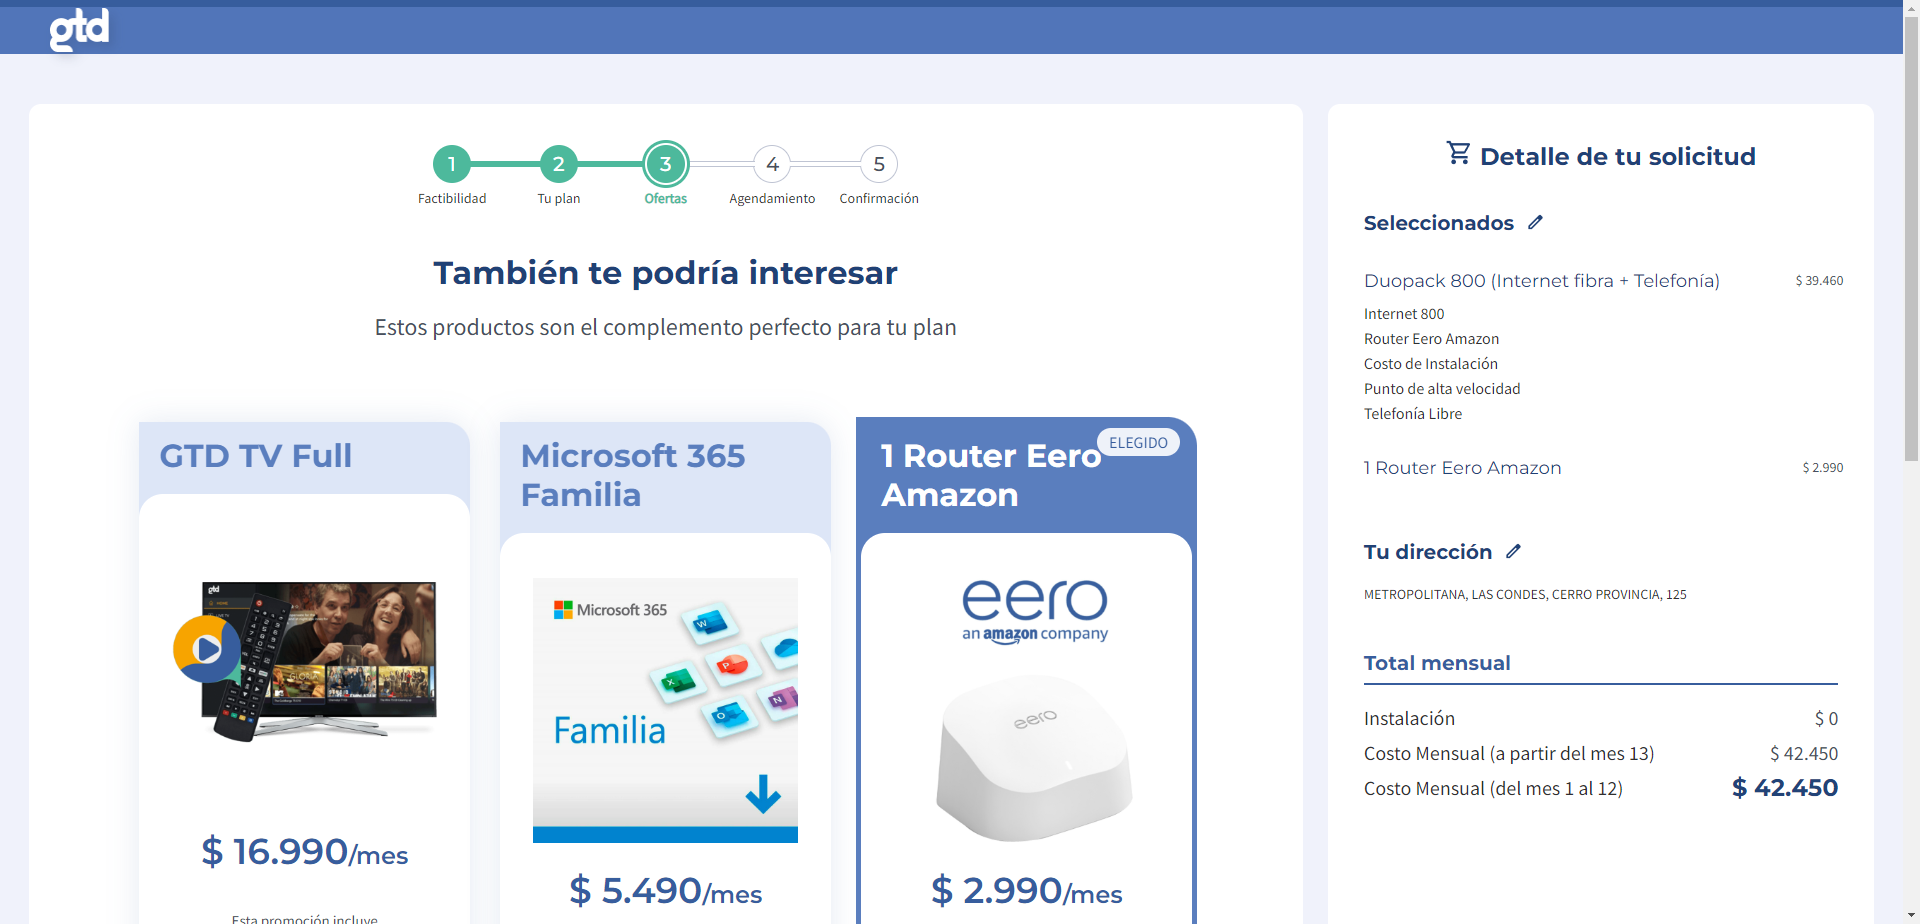 gtd
1
2
3
4
5
Factibilidad
Tu plan
Ofertas
Agendamiento
Confirmación
También te podría interesar
Estos productos son el complemento perfecto para tu plan
GTD TV Full
gtd
HOME
GLORIA
$ 16.990/mes
Esta promoción incluye
Microsoft 365
Familia
Microsoft 365
Familia
$ 5.490/mes
1 Router Eero
Amazon
ELEGIDO
eero
an amazon company
eero
$ 2.990/mes
Detalle de tu solicitud
Seleccionados
Duopack 800 (Internet fibra + Telefonía) $ 39.460
Internet 800
Router Eero Amazon
Costo de Instalación
Punto de alta velocidad
Telefonía Libre
1 Router Eero Amazon $ 2.990
Tu dirección
METROPOLITANA, LAS CONDES, CERRO PROVINCIA, 125
Total mensual
Instalación $ 0
Costo Mensual (a partir del mes 13) $ 42.450
Costo Mensual (del mes 1 al 12) $ 42.450